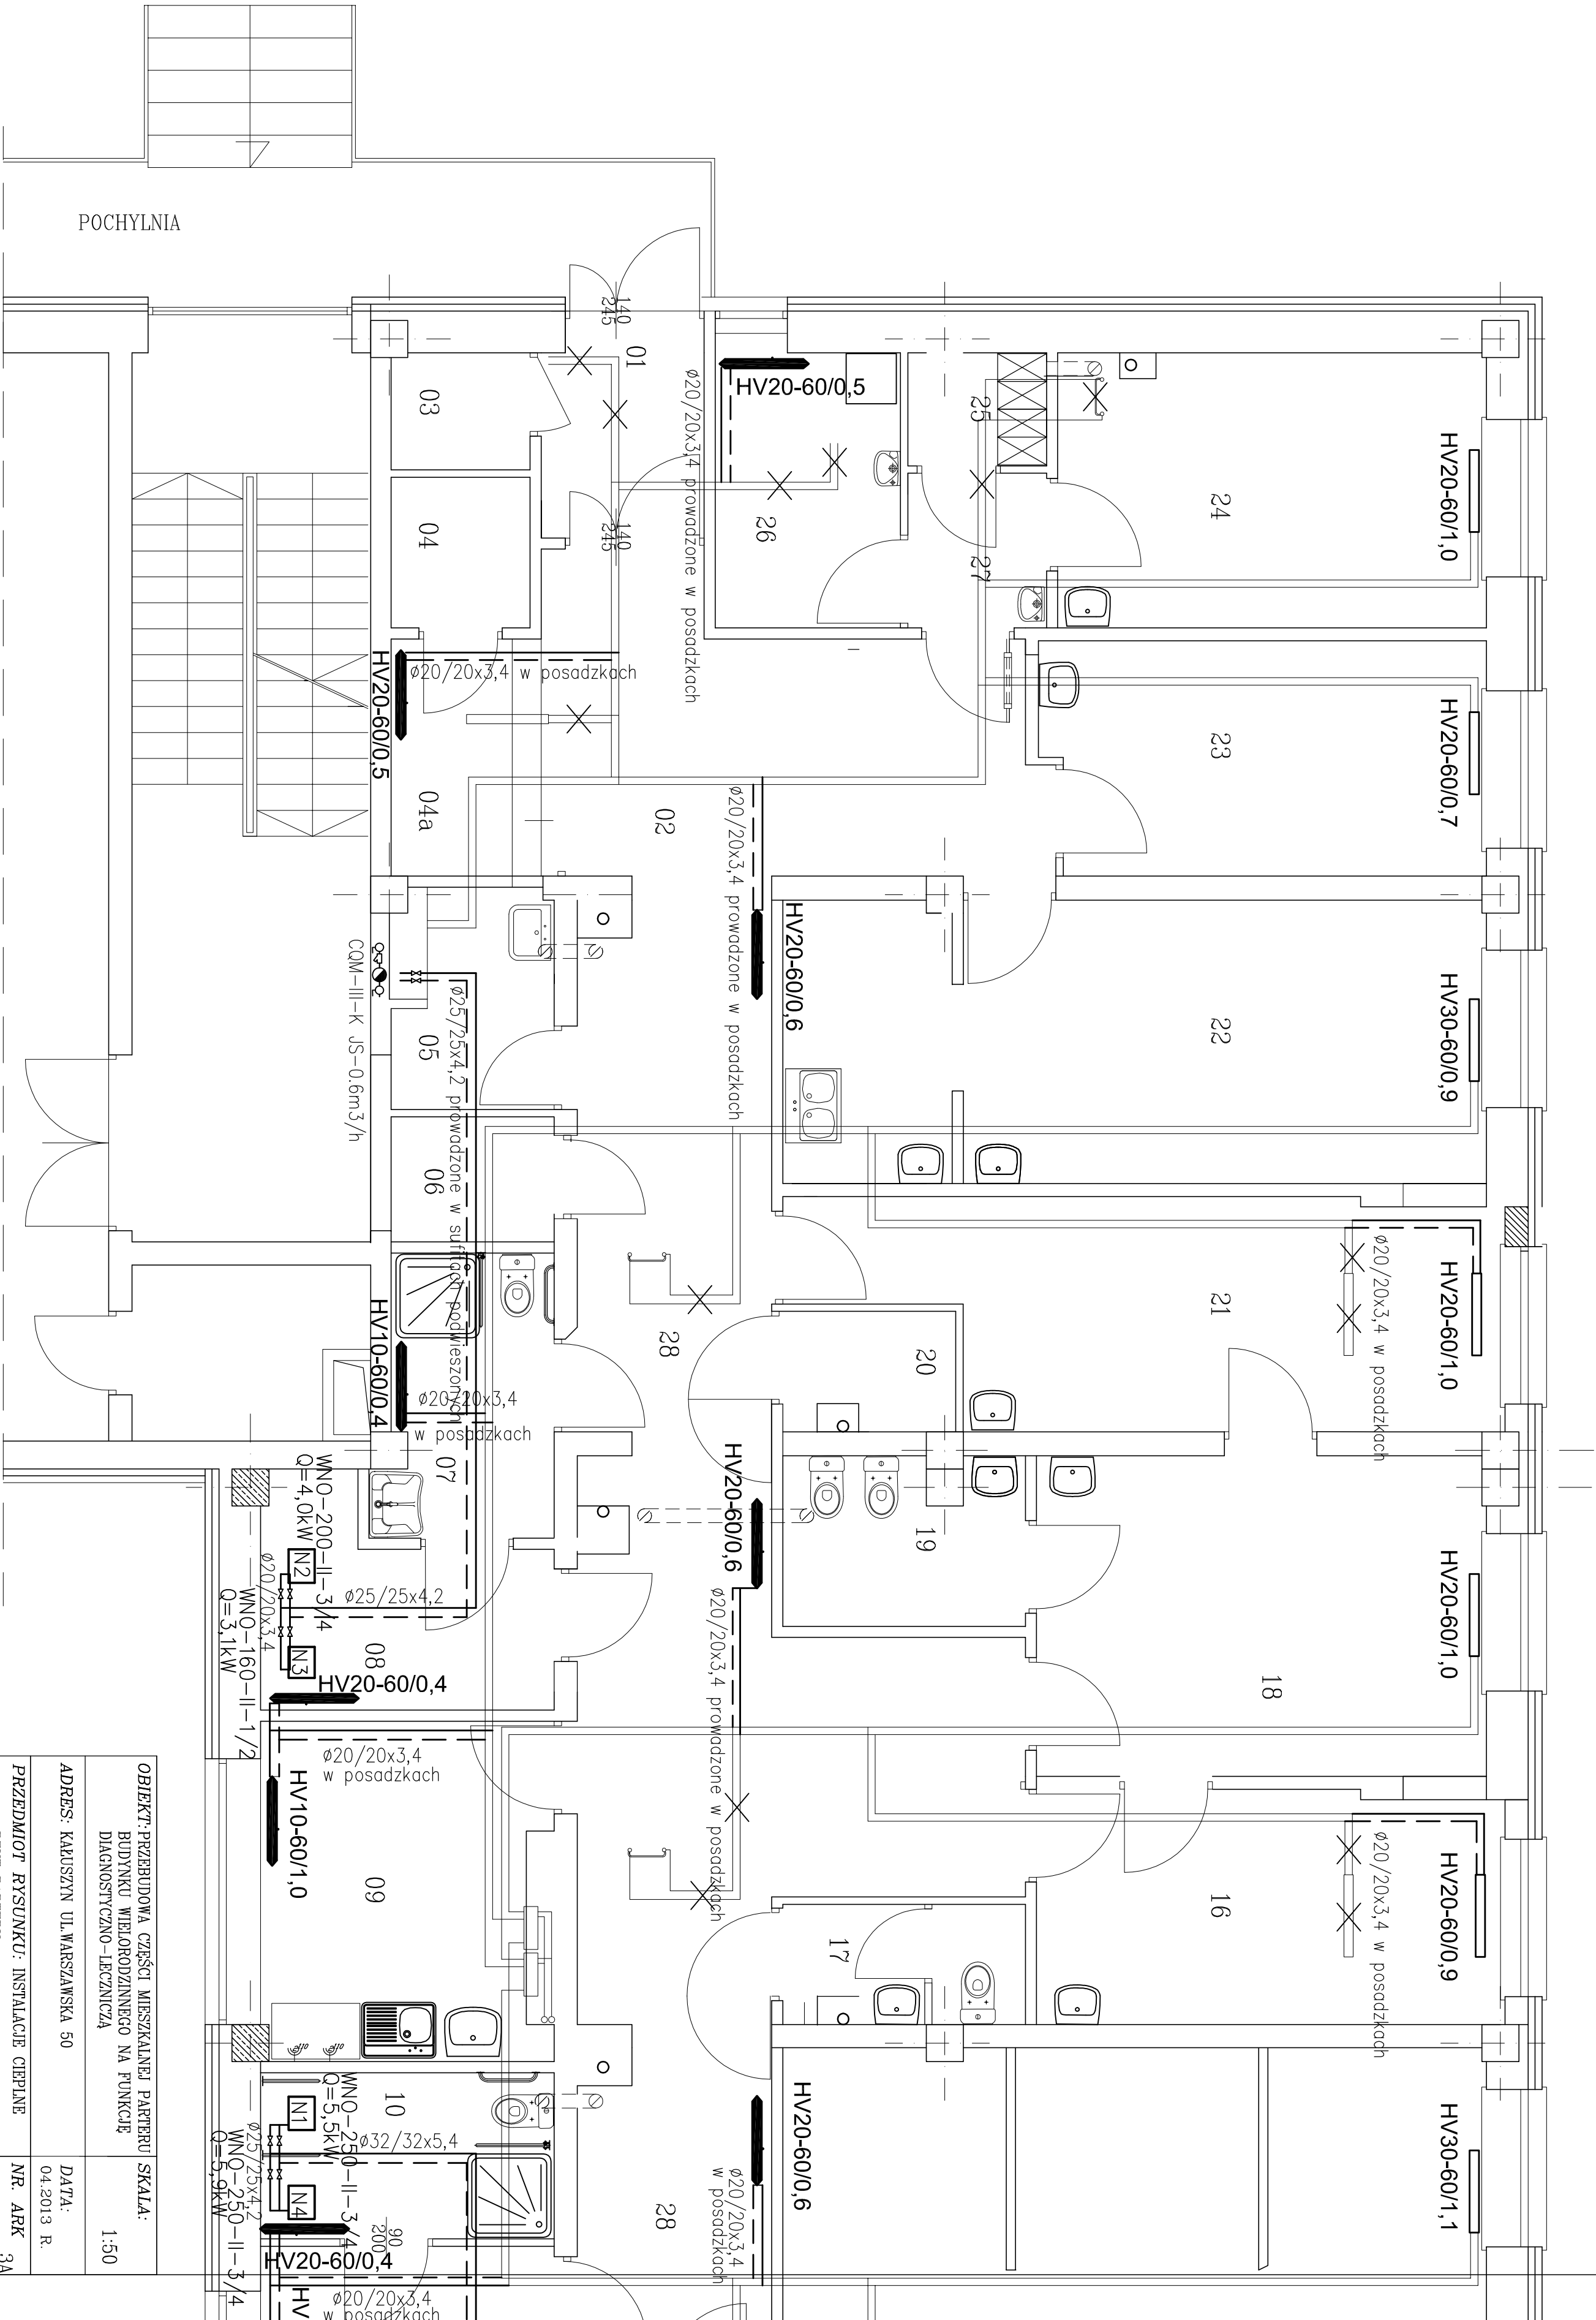 POCHYLNIA
01
140
245
03
HV20-60/0,5
ø20/20x3,4 prowadzone w posadzkach
25
24
HV20-60/1,0
04
140
245
26
27
HV20-60/0,5
ø20/20x3,4 w posadzkach
04a
02
ø20/20x3,4 prowadzone w posadzkach
23
HV20-60/0,7
HV20-60/0,6
22
HV30-60/0,9
CQM-III-K JS-0.6m3/h
05
ø25/25x4,2 prowadzone w sufitach podwieszonych
06
HV10-60/0,4
ø20/20x3,4
w posadzkach
07
28
20
21
HV20-60/1,0
ø20/20x3,4 w posadzkach
WNO-200-II-3/4
Q=4,0kW
N2
ø20/20x3,4
WNO-160-II-1/2
Q=3,1kW
N3
ø25/25x4,2
08
HV20-60/0,4
HV20-60/0,6
ø20/20x3,4 prowadzone w posadzkach
19
18
HV20-60/1,0
ø20/20x3,4
w posadzkach
HV10-60/1,0
09
17
16
HV20-60/0,9
ø20/20x3,4 w posadzkach
WNO-250-II-3/4
Q=5,5kW
N1
10
ø32/32x5,4
ø25/25x4,2
WNO-250-II-3/4
Q=5,9kW
N4
90
200
HV20-60/0,4
HV
ø20/20x3,4
w posadzkach
28
HV20-60/0,6
ø20/20x3,4
w posadzkach
HV30-60/1,1
OBIEKT: PRZEBUDOWA CZĘŚCI MIESZKALNEJ PARTERU
BUDYNKU WIELORODZINNEGO NA FUNKCJĘ
DIAGNOSTYCZNO-LECZNICZĄ
SKALA:
1:50
ADRES: KAŁUSZYN UL.WARSZAWSKA 50
DATA:
04.2013 R.
PRZEDMIOT RYSUNKU: INSTALACJE CIEPLNE
NR. ARK
3A